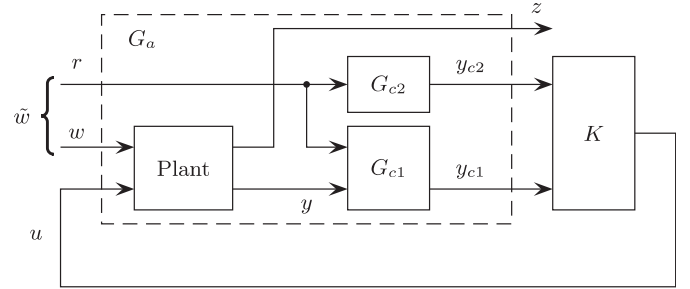 z
G_a
r
y_{c2}
G_{c2}
w̃
w
K
Plant
G_{c1}
y_{c1}
y
u